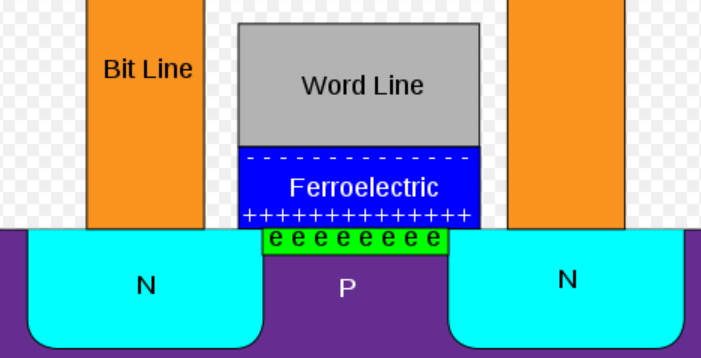 Bit Line
Word Line
- - - - - - - - - - - - - -
Ferroelectric
+++++++++++++
e e e e e e e e
N
P
N